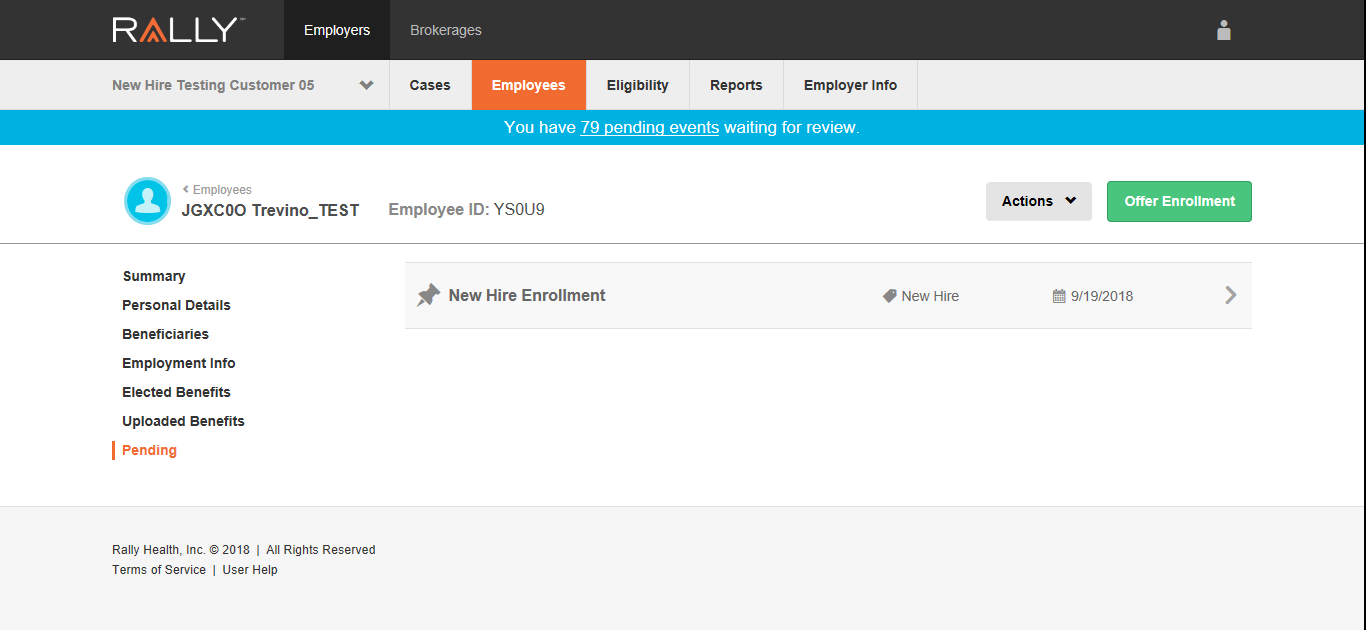 RALLY™ Employers Brokerages
New Hire Testing Customer 05 Cases Employees Eligibility Reports Employer Info
You have 79 pending events waiting for review.
Employees
JGXC0O Trevino_TEST Employee ID: YS0U9 Actions Offer Enrollment
Summary
New Hire Enrollment New Hire 9/19/2018
Personal Details
Beneficiaries
Employment Info
Elected Benefits
Uploaded Benefits
Pending
Rally Health, Inc. © 2018 | All Rights Reserved
Terms of Service | User Help